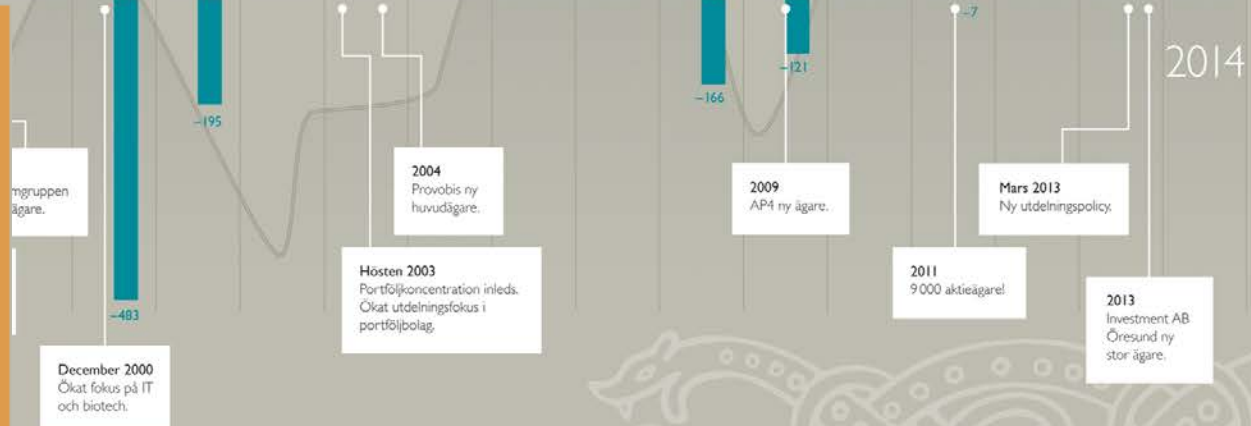 −7
2014
−121
−166
−195
mgruppen
ägare.
2004
Provobis ny
huvudägare.
2009
AP4 ny ägare.
Mars 2013
Ny utdelningspolicy.
Hösten 2003
Portföljkoncentration inleds.
Ökat utdelningsfokus i
portföljbolag.
2011
9 000 aktieägare!
2013
Investment AB
Öresund ny
stor ägare.
−483
December 2000
Ökat fokus på IT
och biotech.